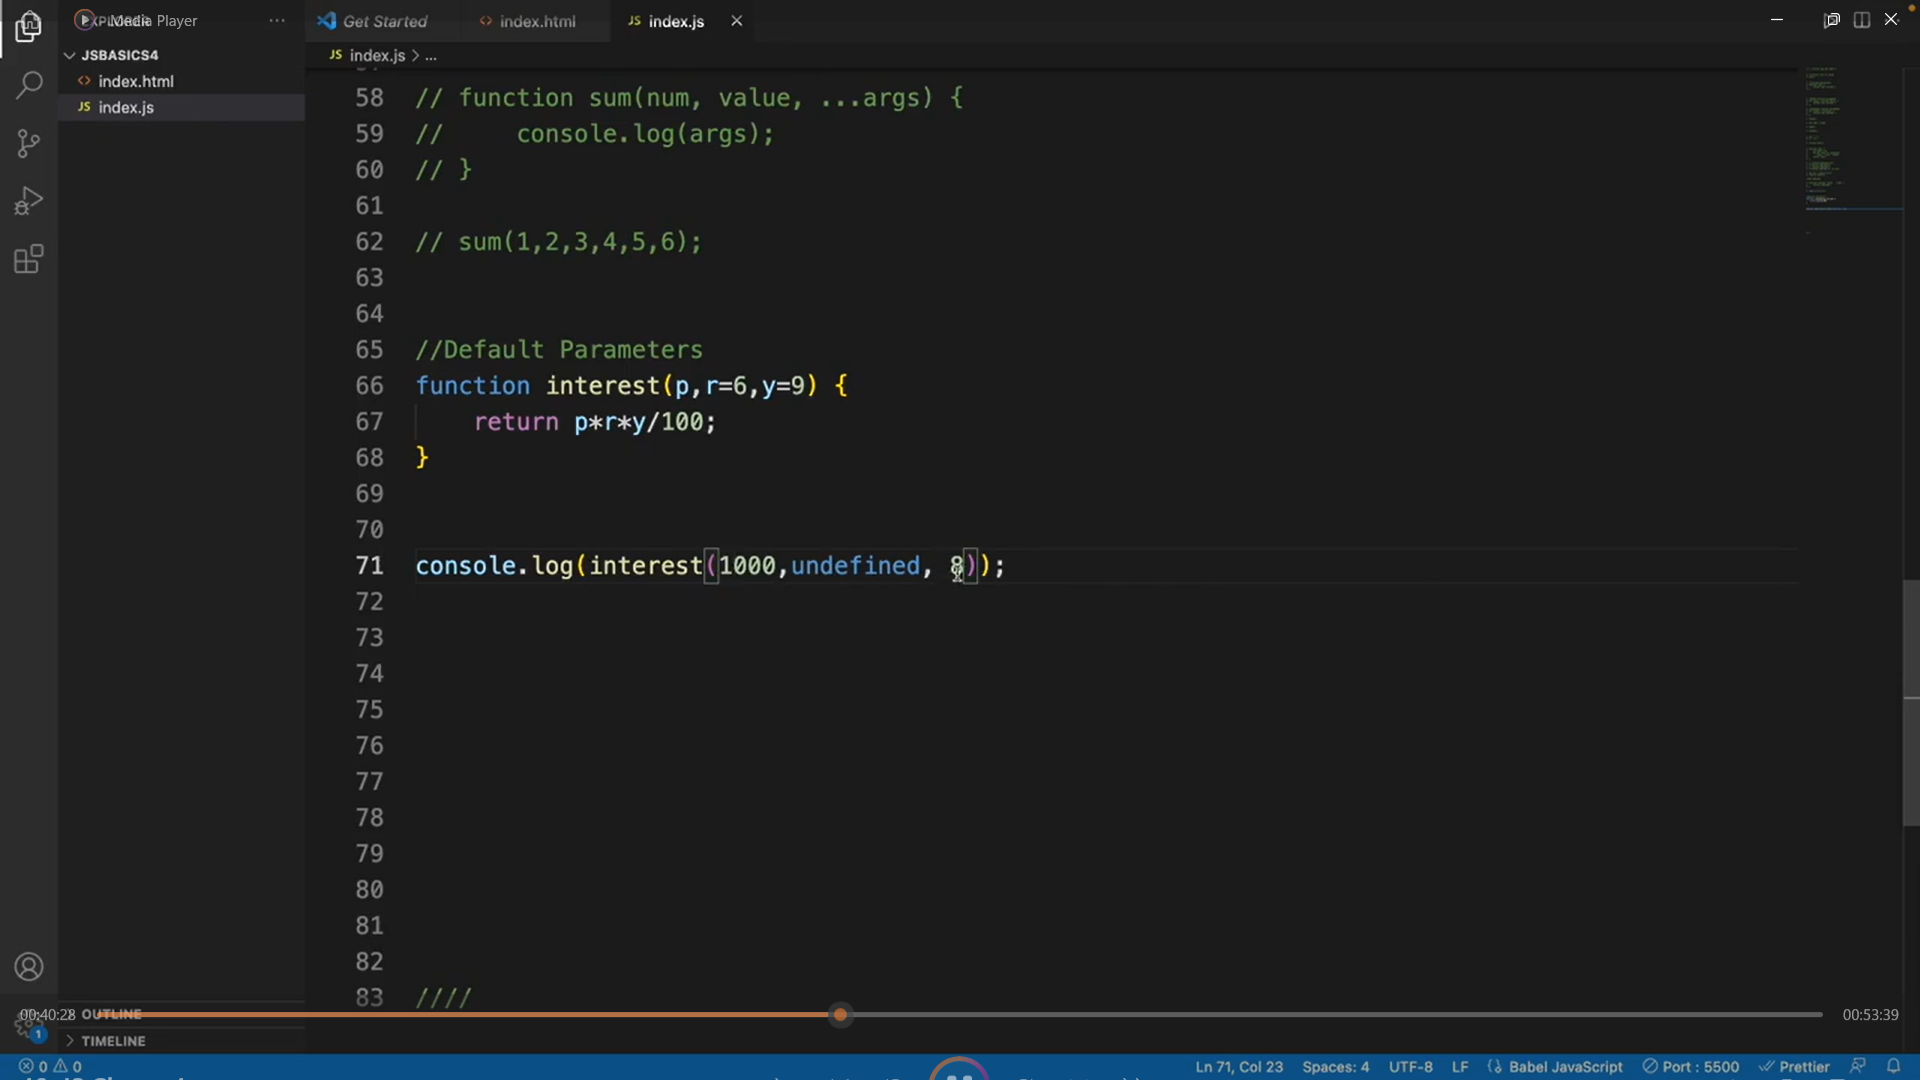 Media Player
Get Started
index.html
JS index.js
JSBASICS4
JS index.js > ...
index.html
JS index.js
58 // function sum(num, value, ...args) {
59 //     console.log(args);
60 // }
61
62 // sum(1,2,3,4,5,6);
63
64
65 //Default Parameters
66 function interest(p,r=6,y=9) {
67     return p*r*y/100;
68 }
69
70
71 console.log(interest(1000,undefined, 8));
72
73
74
75
76
77
78
79
80
81
82
83 ////
00:40:28 OUTLINE 00:53:39
1
TIMELINE
0 0 Ln 71, Col 23 Spaces: 4 UTF-8 LF Babel JavaScript Port : 5500 Prettier